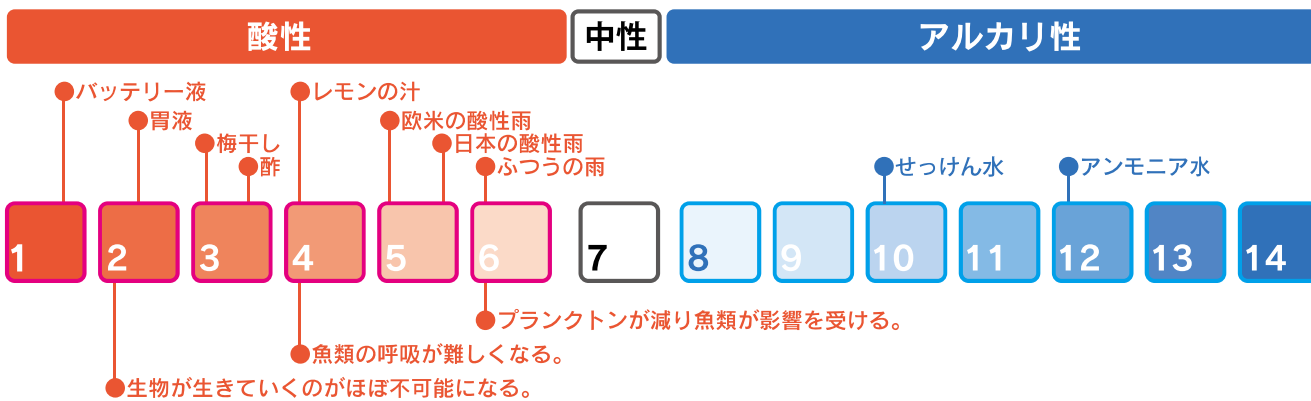 酸性 中性 アルカリ性
バッテリー液 レモンの汁
胃液 欧米の酸性雨
梅干し 日本の酸性雨
酢 ふつうの雨 せっけん水 アンモニア水
1 2 3 4 5 6 7 8 9 10 11 12 13 14
プランクトンが減り魚類が影響を受ける。
魚類の呼吸が難しくなる。
生物が生きていくのがほぼ不可能になる。